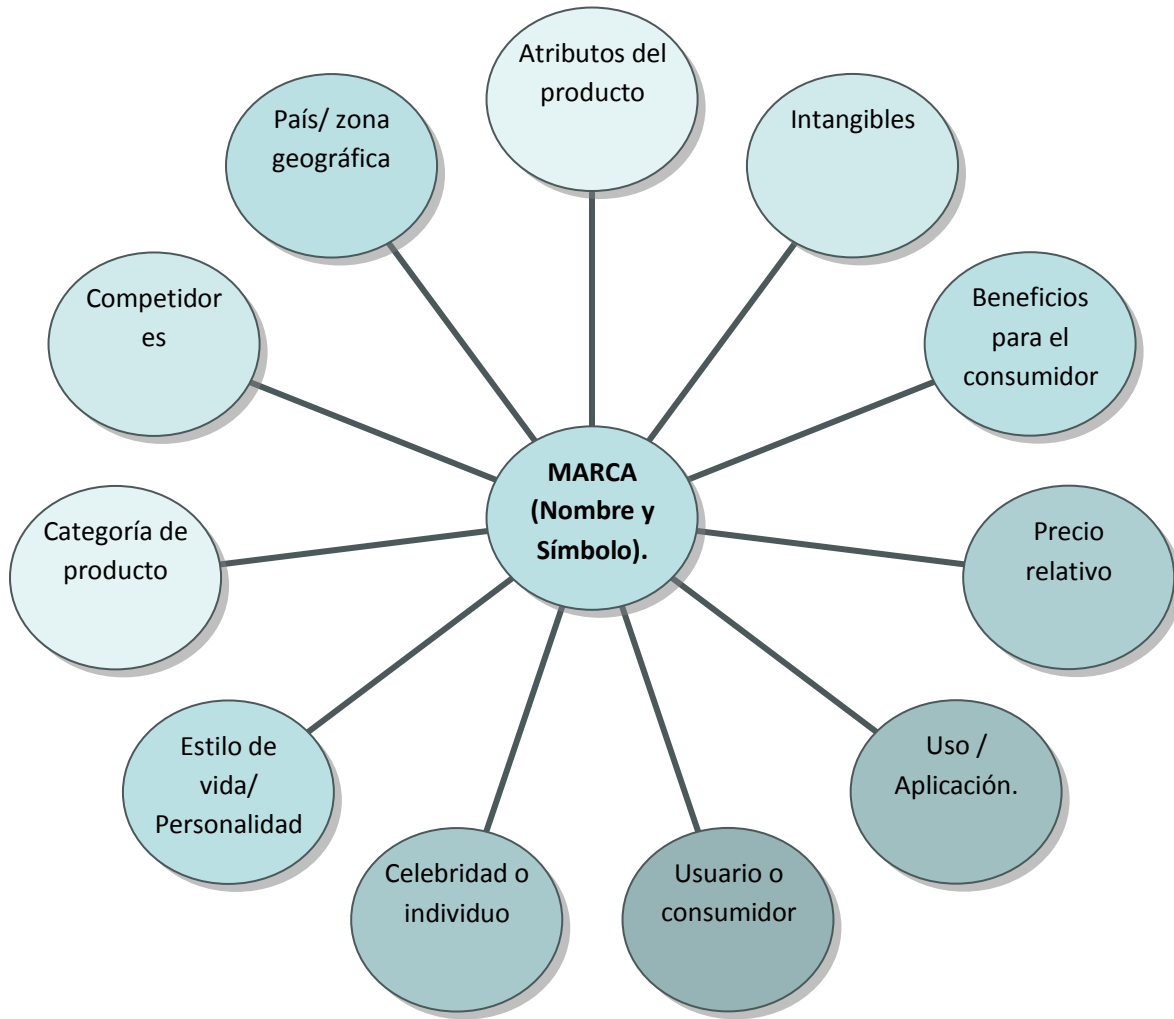 Atributos del
producto
Intangibles
Beneficios
para el
consumidor
Precio
relativo
Uso /
Aplicación.
Usuario o
consumidor
Celebridad o
individuo
Estilo de
vida/
Personalidad
Categoría de
producto
Competidor
es
País/ zona
geográfica
MARCA
(Nombre y
Símbolo).